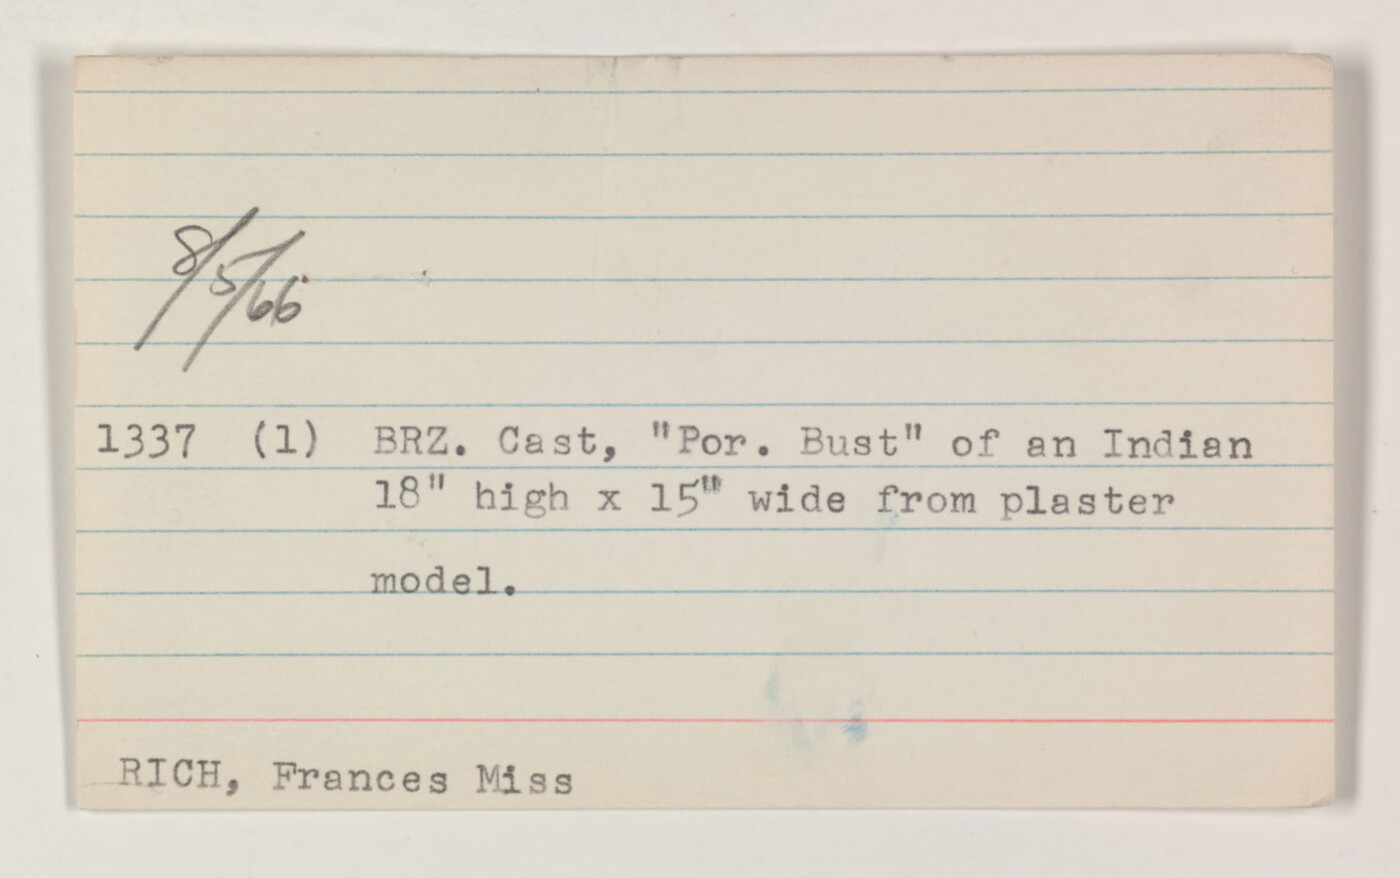 8/5/66
1337 (1) BRZ. Cast, "Por. Bust" of an Indian
18" high x 15" wide from plaster
model.
RICH, Frances Miss